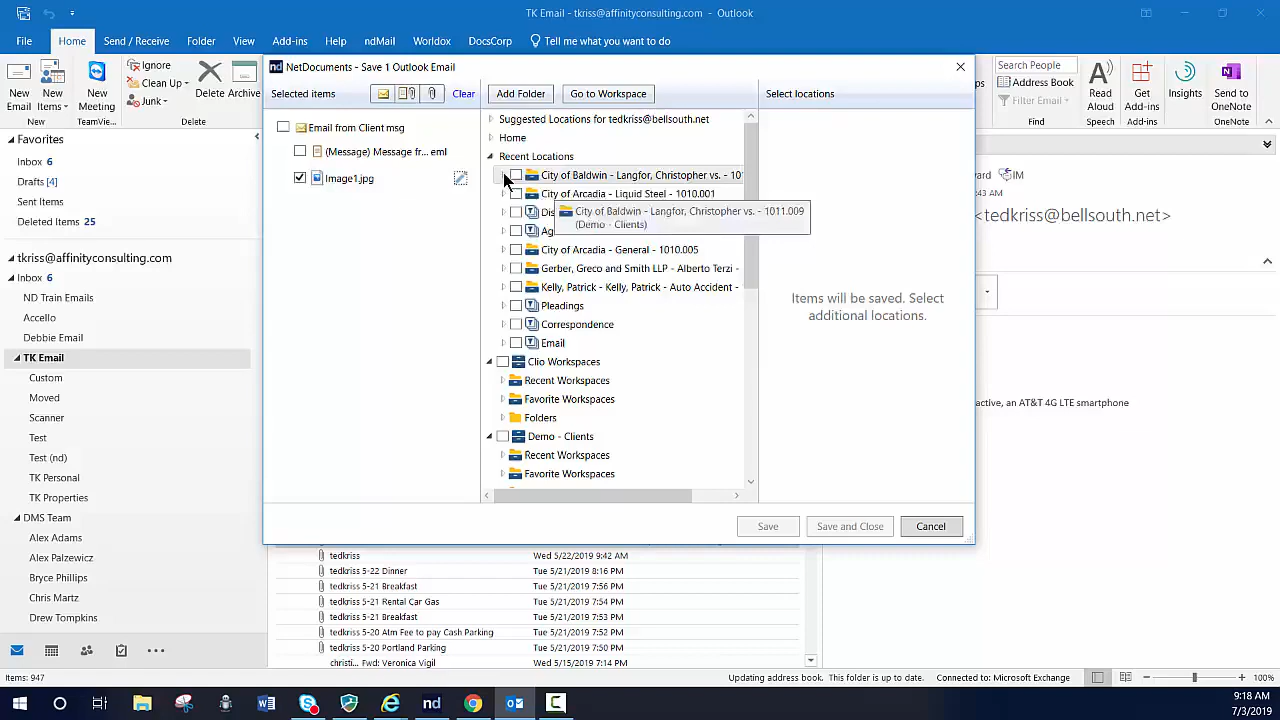 TK Email - tkriss@affinityconsulting.com - Outlook
File Home Send / Receive Folder View Add-ins Help ndMail Worldox DocsCorp Tell me what you want to do
New Email
New Items
New Meeting
Ignore
Clean Up
Junk
Delete
Archive
Search People
Address Book
Filter Email
Read Aloud
Get Add-ins
Insights
Send to OneNote
New
TeamV...
Delete
Find
Speech
Add-ins
OneNote
nd NetDocuments - Save 1 Outlook Email
Selected items
Clear
Add Folder
Go to Workspace
Select locations
Email from Client msg
(Message) Message fr... eml
Image1.jpg
Suggested Locations for tedkriss@bellsouth.net
Home
Recent Locations
City of Baldwin - Langfor, Christopher vs. - 10
City of Arcadia - Liquid Steel - 1010.001
Dis
Ag
City of Baldwin - Langfor, Christopher vs. - 1011.009
(Demo - Clients)
City of Arcadia - General - 1010.005
Gerber, Greco and Smith LLP - Alberto Terzi -
Kelly, Patrick - Kelly, Patrick - Auto Accident -
Pleadings
Correspondence
Email
Clio Workspaces
Recent Workspaces
Favorite Workspaces
Folders
Demo - Clients
Recent Workspaces
Favorite Workspaces
Items will be saved. Select
additional locations.
Save
Save and Close
Cancel
Favorites
Inbox 6
Drafts [4]
Sent Items
Deleted Items 25
tkriss@affinityconsulting.com
Inbox 6
ND Train Emails
Accello
Debbie Email
TK Email
Custom
Moved
Scanner
Test
Test (nd)
TK Personal
TK Properties
DMS Team
Alex Adams
Alex Palzewicz
Bryce Phillips
Chris Martz
Drew Tompkins
ard IM
:43 AM
<tedkriss@bellsouth.net>
active, an AT&T 4G LTE smartphone
tedkriss Wed 5/22/2019 9:42 AM
tedkriss 5-22 Dinner Tue 5/21/2019 8:16 PM
tedkriss 5-21 Breakfast Tue 5/21/2019 7:56 PM
tedkriss 5-21 Rental Car Gas Tue 5/21/2019 7:54 PM
tedkriss 5-21 Breakfast Tue 5/21/2019 7:53 PM
tedkriss 5-20 Atm Fee to pay Cash Parking Tue 5/21/2019 7:52 PM
tedkriss 5-20 Portland Parking Tue 5/21/2019 7:50 PM
christi... Fwd: Veronica Vigil Wed 5/15/2019 7:14 PM
Items: 947
Updating address book. This folder is up to date. Connected to: Microsoft Exchange
100%
9:18 AM
7/3/2019